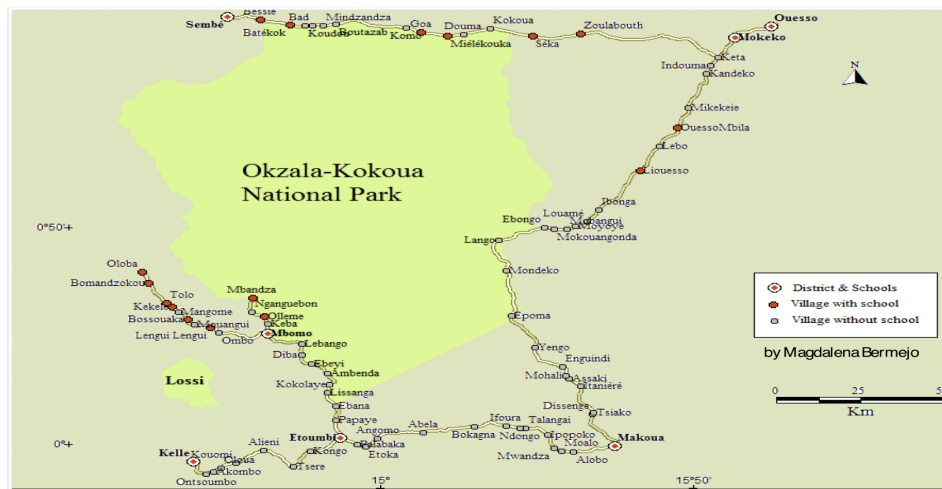 Sembé
Bessie
Batékok
Bad
Koudou
Mindzandza
Boutazab
Komo
Goa
Miélékouka
Douma
Kokoua
Séka
Zoulabouth
Ouesso
Mokeko
Keta
Indouma
Kandeko
N
Mikekeie
OuessoMbila
Lebo
Liouesso
Okzala-Kokoua
National Park
Ibonga
Louamé
Ebongo
Moyoye
Mokouangonda
Lango
0°50'
Oloba
Bomandzokou
Mondeko
Tolo
Kekele
Mangome
Bossouaka
Mouangui
Lengui Lengui
Ombo
Mbandza
Nganguebon
Olleme
Keba
Mbomo
District & Schools
Village with school
Village without school
Epoma
Lebango
Diba
Ebeyi
Ambenda
Kokolaye
Lissanga
Lossi
Yengo
Enguindi
Mohali
Assaki
Itaniéré
by Magdalena Bermejo
0
25
Km
Ebana
Papaye
Etoumbi
Dissenge
Tsiako
Makoua
0°
Angomo
Abela
Ifoura
Talangai
Bokagna
Ndongo
Ipopoko
Moalo
Mwandza
Alobo
Etoka
Kongo
Tsere
Alieni
Oloua
Akombo
Ontsoumbo
Kelle
Kouomi
15°
15°50'